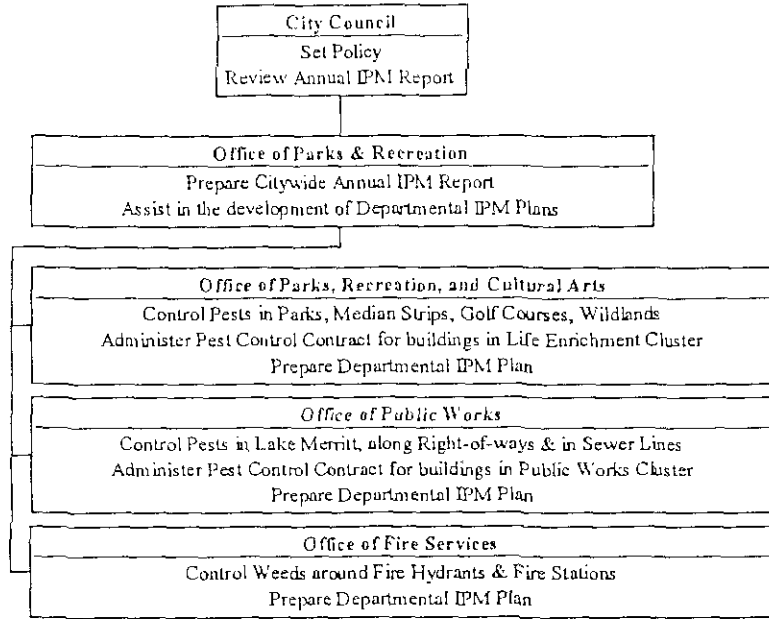 City Council
Set Policy
Review Annual IPM Report
Office of Parks & Recreation
Prepare Citywide Annual IPM Report
Assist in the development of Departmental IPM Plans
Office of Parks, Recreation, and Cultural Arts
Control Pests in Parks, Median Strips, Golf Courses, Wildlands
Administer Pest Control Contract for buildings in Life Enrichment Cluster
Prepare Departmental IPM Plan
Office of Public Works
Control Pests in Lake Merritt, along Right-of-ways & in Sewer Lines
Administer Pest Control Contract for buildings in Public Works Cluster
Prepare Departmental IPM Plan
Office of Fire Services
Control Weeds around Fire Hydrants & Fire Stations
Prepare Departmental IPM Plan